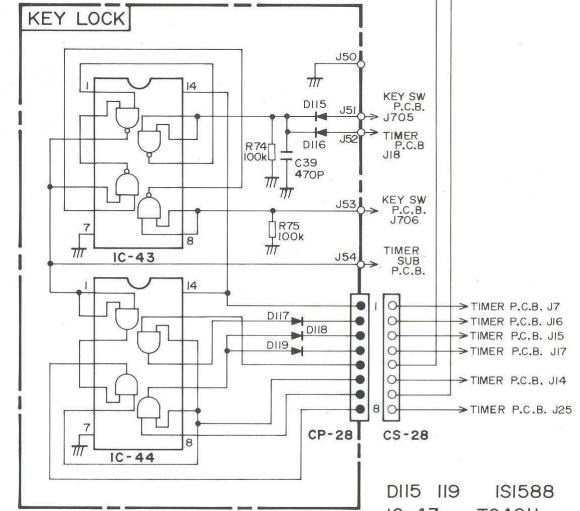 KEY LOCK
J50
1
14
D115
J51
KEY SW
P.C.B.
J705
D116
J52
TIMER
P.C.B
J18
R74
100k
C39
470P
J53
KEY SW
P.C.B.
J706
7
8
R75
100k
IC-43
J54
TIMER
SUB
P.C.B.
1
14
1
TIMER P.C.B. J7
D117
TIMER P.C.B. J16
D118
TIMER P.C.B. J15
D119
TIMER P.C.B. J17
TIMER P.C.B. J14
7
8
8
TIMER P.C.B. J25
IC-44
CP-28
CS-28
D115 119 IS1588